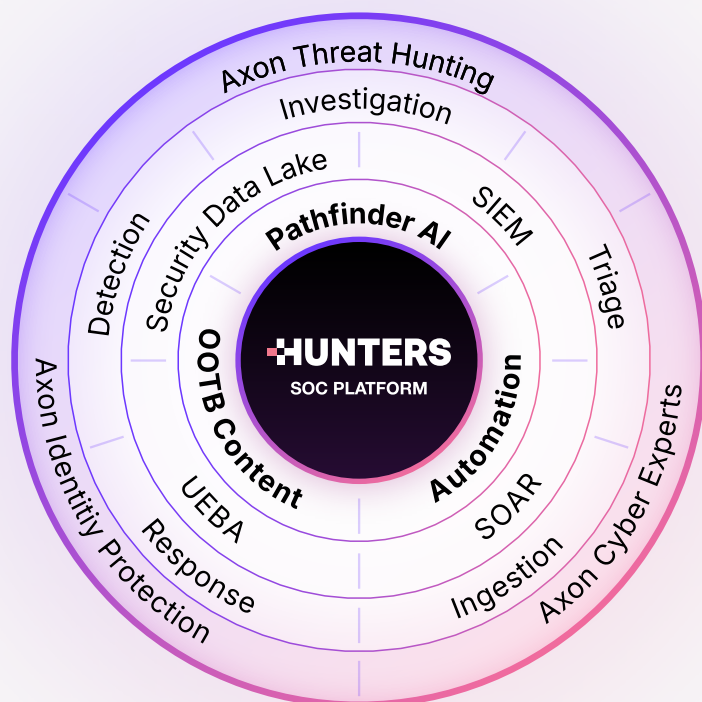 Axon Threat Hunting
Investigation
Security Data Lake
SIEM
Pathfinder AI
Detection
Triage
HUNTERS
SOC PLATFORM
OOTB Content
Automation
Axon Identitiy Protection
Axon Cyber Experts
UEBA
SOAR
Response
Ingestion